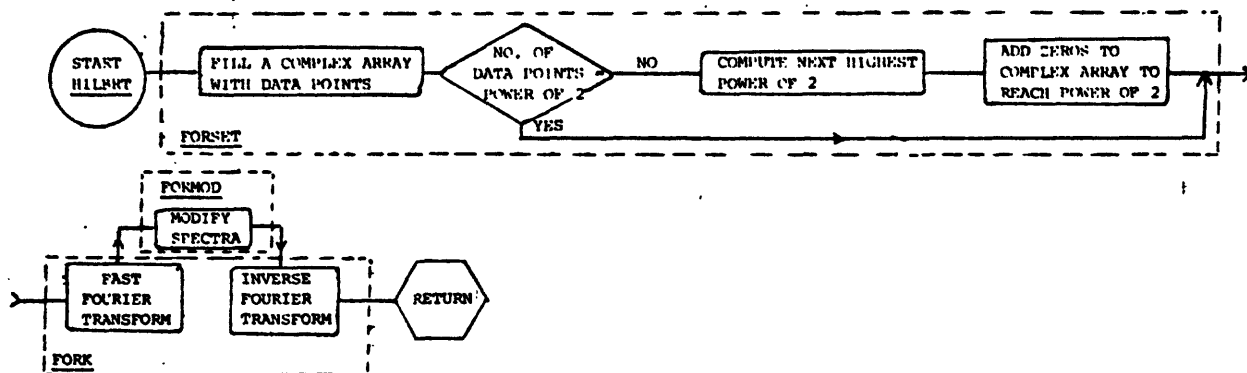 START
HILBRT
FILL A COMPLEX ARRAY
WITH DATA POINTS
NO. OF
DATA POINTS
POWER OF 2
NO
YES
COMPUTE NEXT HIGHEST
POWER OF 2
ADD ZEROS TO
COMPLEX ARRAY TO
REACH POWER OF 2
FORSET
FORMOD
MODIFY
SPECTRA
FAST
FOURIER
TRANSFORM
INVERSE
FOURIER
TRANSFORM
RETURN
FORK